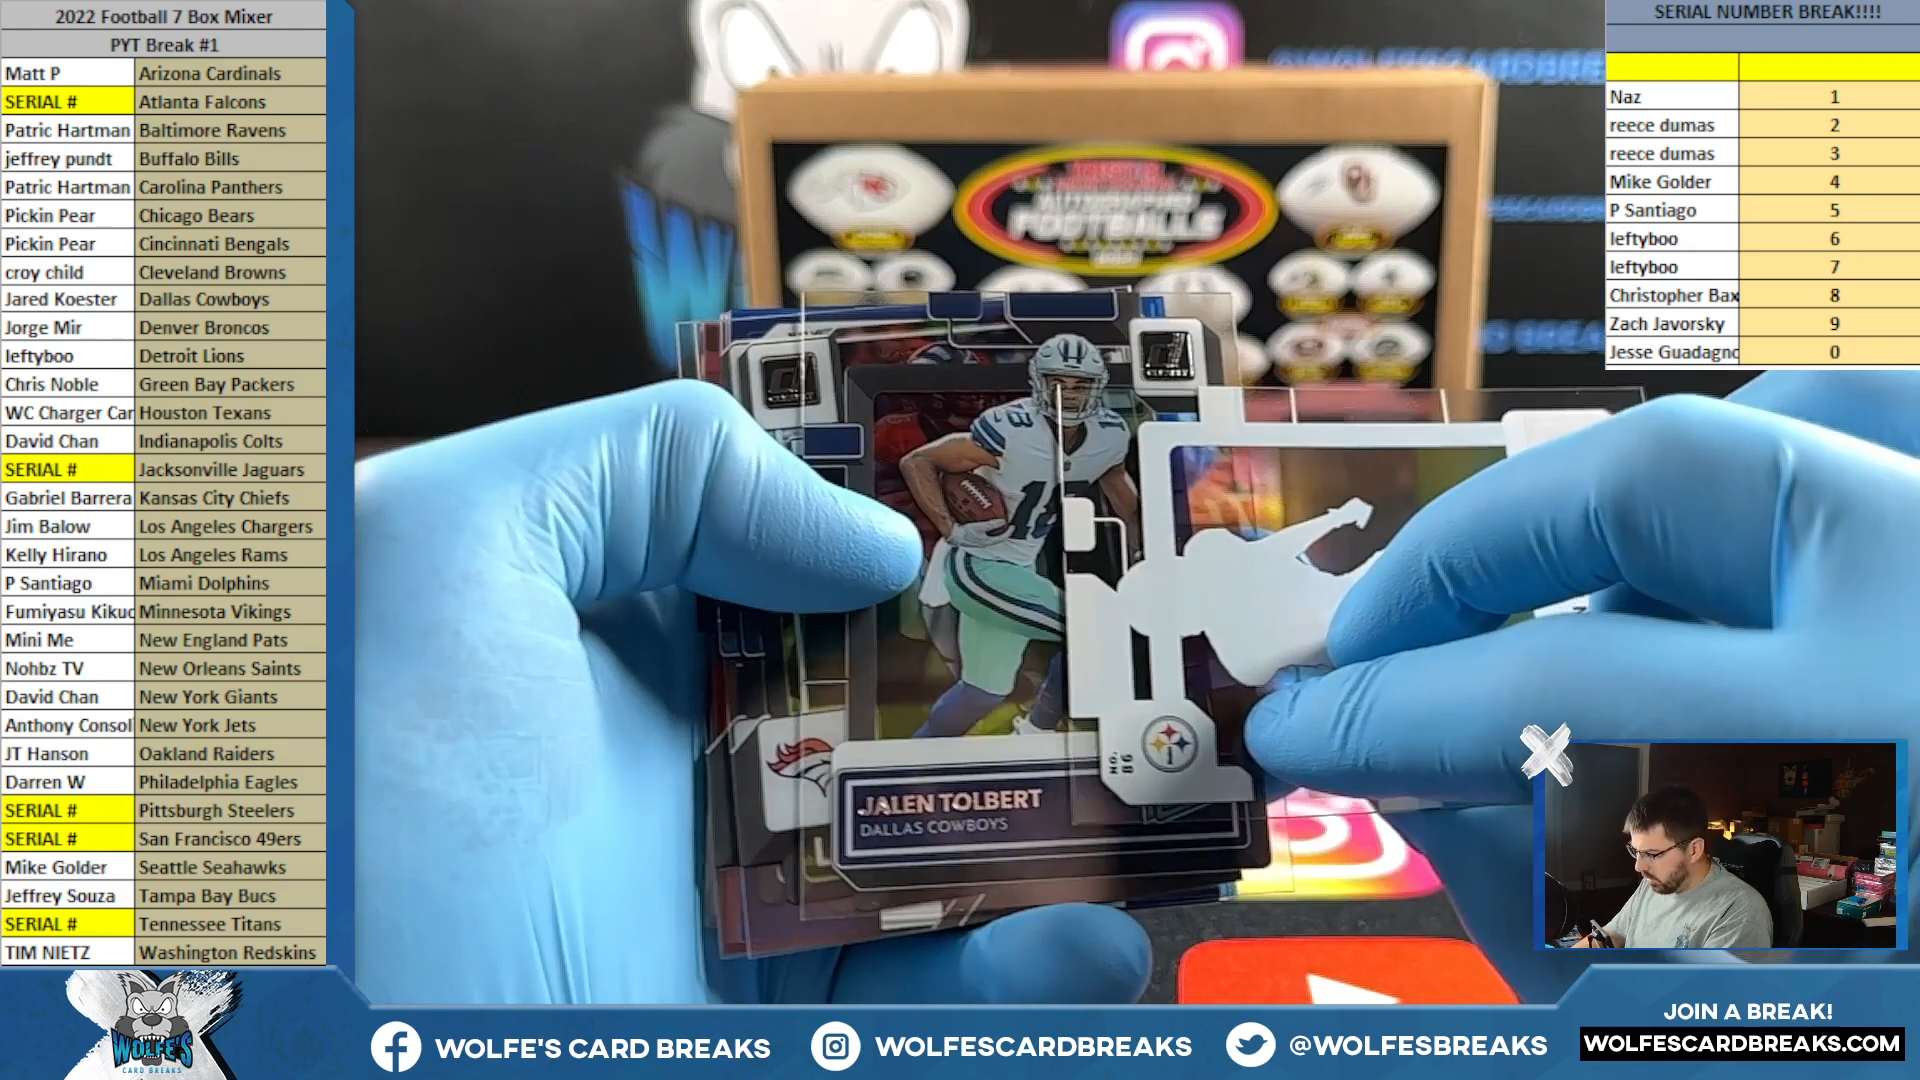 2022 Football 7 Box Mixer
PYT Break #1
Matt P Arizona Cardinals
SERIAL # Atlanta Falcons
Patric Hartman Baltimore Ravens
jeffrey pundt Buffalo Bills
Patric Hartman Carolina Panthers
Pickin Pear Chicago Bears
Pickin Pear Cincinnati Bengals
croy child Cleveland Browns
Jared Koester Dallas Cowboys
Jorge Mir Denver Broncos
leftyboo Detroit Lions
Chris Noble Green Bay Packers
WC Charger Car Houston Texans
David Chan Indianapolis Colts
SERIAL # Jacksonville Jaguars
Gabriel Barrera Kansas City Chiefs
Jim Balow Los Angeles Chargers
Kelly Hirano Los Angeles Rams
P Santiago Miami Dolphins
Fumiyasu Kikuc Minnesota Vikings
Mini Me New England Pats
Nohbz TV New Orleans Saints
David Chan New York Giants
Anthony Consol New York Jets
JT Hanson Oakland Raiders
Darren W Philadelphia Eagles
SERIAL # Pittsburgh Steelers
SERIAL # San Francisco 49ers
Mike Golder Seattle Seahawks
Jeffrey Souza Tampa Bay Bucs
SERIAL # Tennessee Titans
TIM NIETZ Washington Redskins
SERIAL NUMBER BREAK!!!!
Naz 1
reece dumas 2
reece dumas 3
Mike Golder 4
P Santiago 5
leftyboo 6
leftyboo 7
Christopher Bax 8
Zach Javorsky 9
Jesse Guadagno 0
AUTOGRAPHED
FOOTBALLS
13
NO.
86
1
JALEN TOLBERT
DALLAS COWBOYS
WOLFE'S
CARD BREAKS
WOLFE'S CARD BREAKS
WOLFESCARDBREAKS
@WOLFESBREAKS
JOIN A BREAK!
WOLFESCARDBREAKS.COM